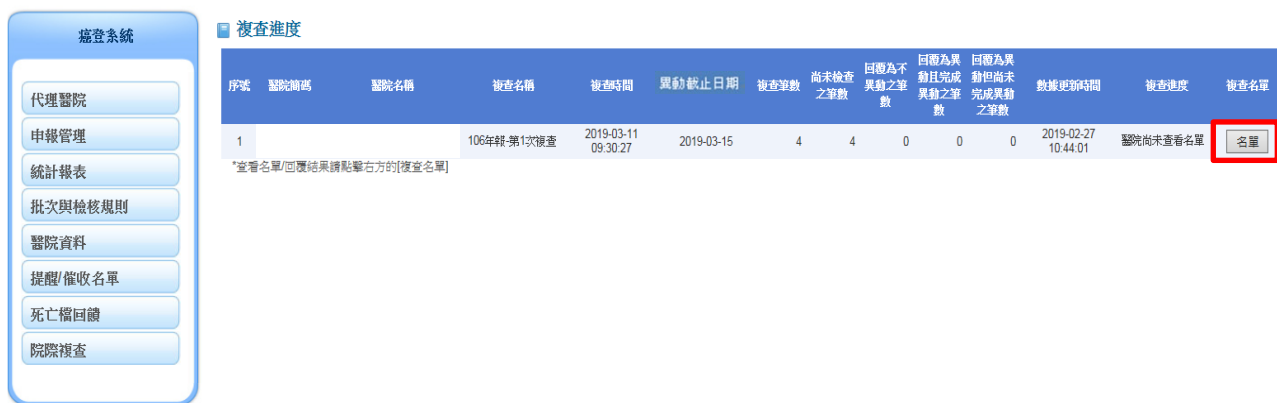 癌登系統
代理醫院
申報管理
統計報表
批次與檢核規則
醫院資料
提醒/催收名單
死亡檔回饋
院際複查
複查進度
序號 醫院簡碼 醫院名稱 複查名稱 複查時間 異動截止日期 複查筆數 尚未檢查之筆數 回覆為不異動之筆數 回覆為異動且完成異動之筆數 回覆為異動但尚未完成異動之筆數 數據更新時間 複查進度 複查名單
1 106年報-第1次複查 2019-03-11 09:30:27 2019-03-15 4 4 0 0 0 2019-02-27 10:44:01 醫院尚未查看名單 名單
*查看名單/回覆結果請點擊右方的[複查名單]